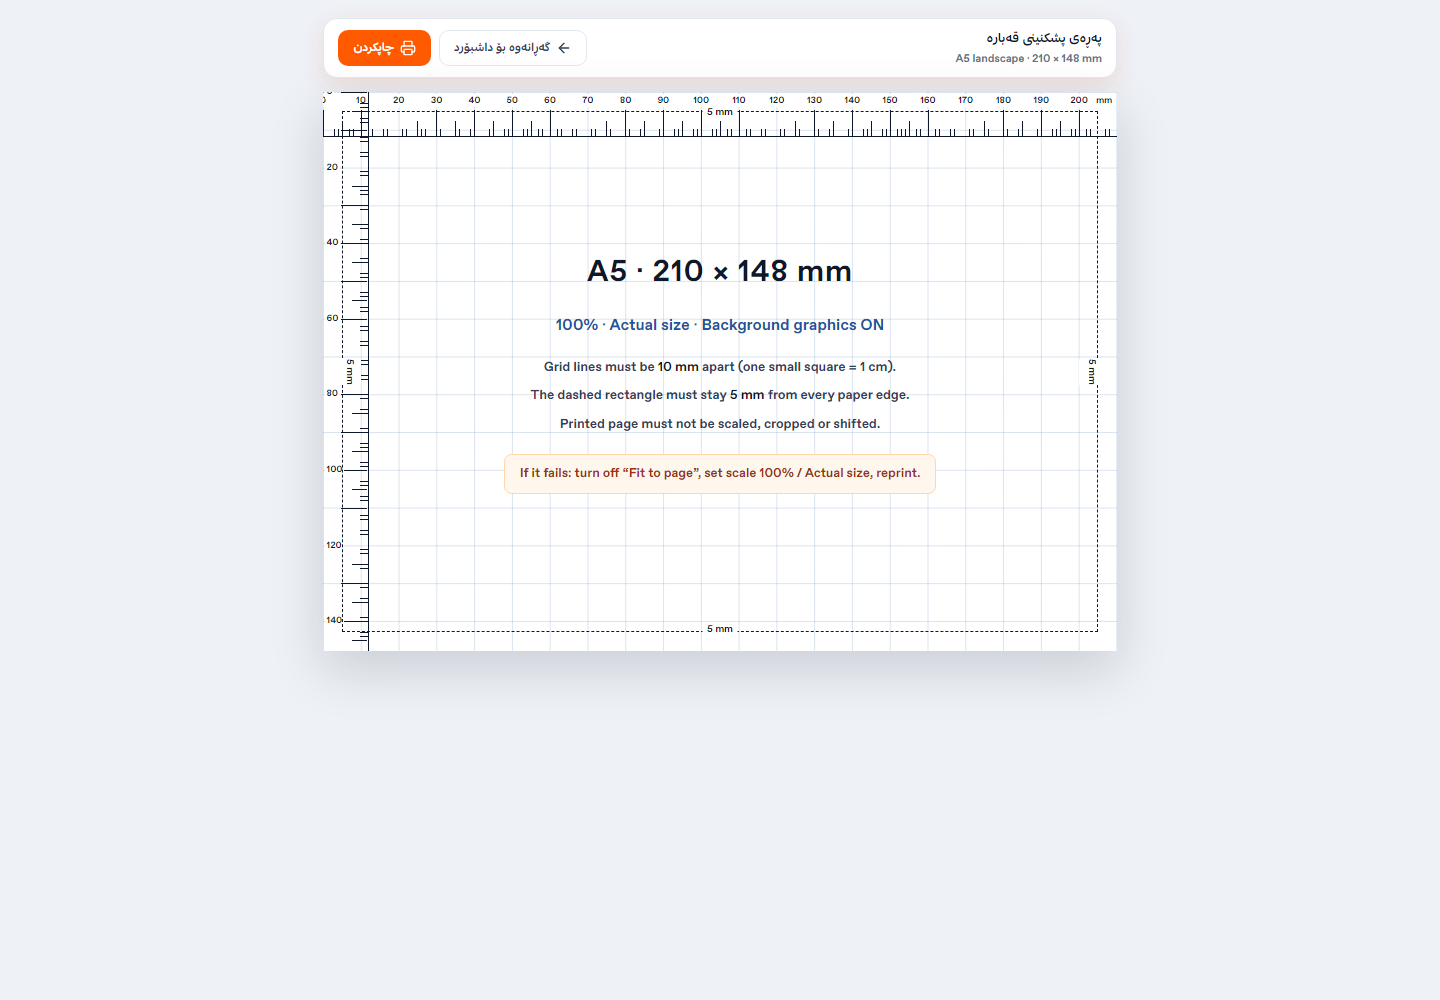 پەڕەی پشکنینی قەبارە
A5 landscape · 210 × 148 mm
گەڕانەوە بۆ داشبۆرد
چاپکردن
0 10 20 30 40 50 60 70 80 90 100 110 120 130 140 150 160 170 180 190 200 mm
5 mm
20
40
60
80
100
120
140
A5 · 210 × 148 mm
100% · Actual size · Background graphics ON
5 mm
5 mm
Grid lines must be 10 mm apart (one small square = 1 cm).
The dashed rectangle must stay 5 mm from every paper edge.
Printed page must not be scaled, cropped or shifted.
If it fails: turn off “Fit to page”, set scale 100% / Actual size, reprint.
5 mm